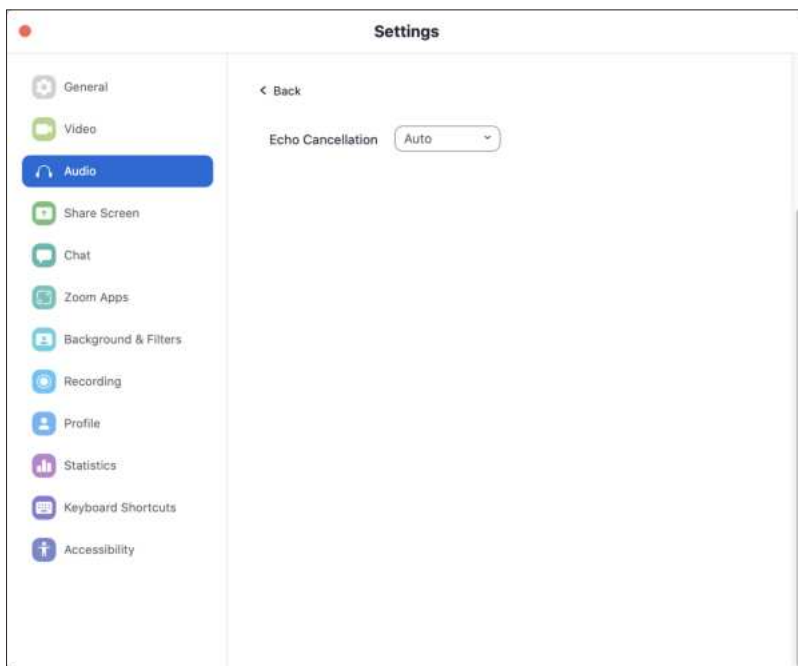 Settings
General
Video
Audio
Share Screen
Chat
Zoom Apps
Background & Filters
Recording
Profile
Statistics
Keyboard Shortcuts
Accessibility
Back
Echo Cancellation Auto